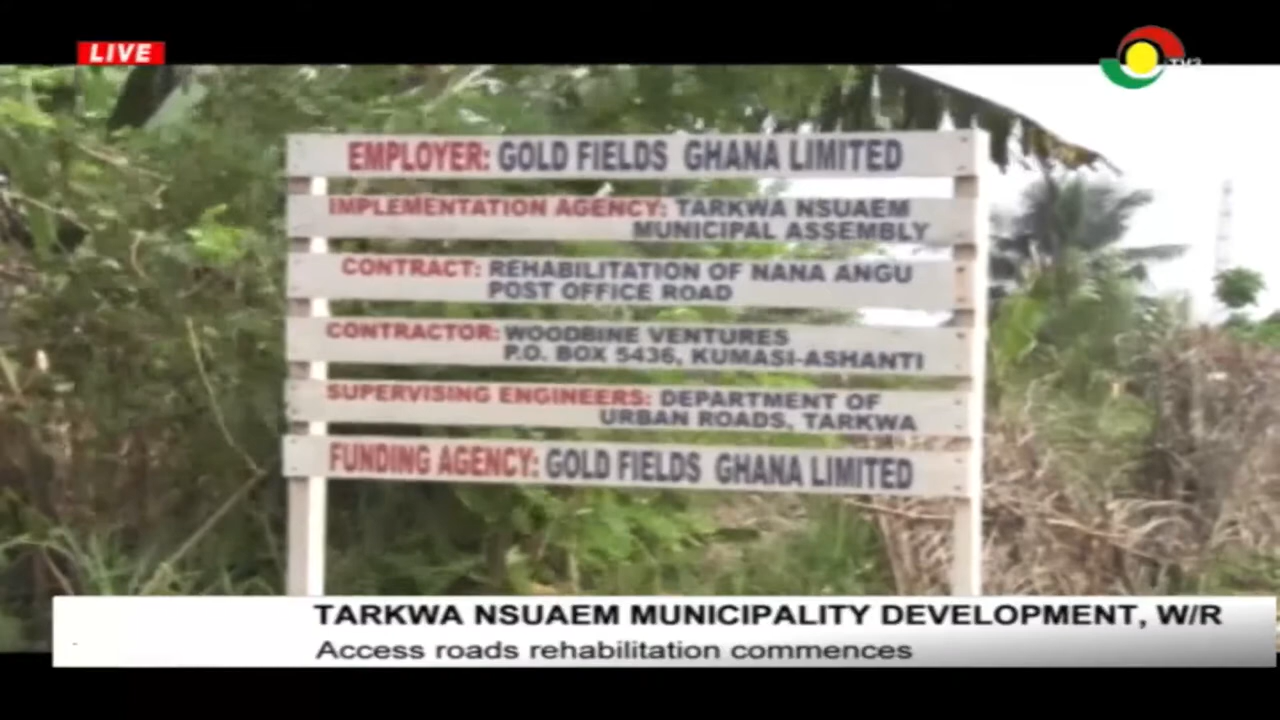 LIVE
TV3
EMPLOYER: GOLD FIELDS GHANA LIMITED
IMPLEMENTATION AGENCY: TARKWA NSUAEM
MUNICIPAL ASSEMBLY
CONTRACT: REHABILITATION OF NANA ANGU
POST OFFICE ROAD
CONTRACTOR: WOODBINE VENTURES
P.O. BOX 5436, KUMASI-ASHANTI
SUPERVISING ENGINEERS: DEPARTMENT OF
URBAN ROADS, TARKWA
FUNDING AGENCY: GOLD FIELDS GHANA LIMITED
TARKWA NSUAEM MUNICIPALITY DEVELOPMENT, W/R
Access roads rehabilitation commences